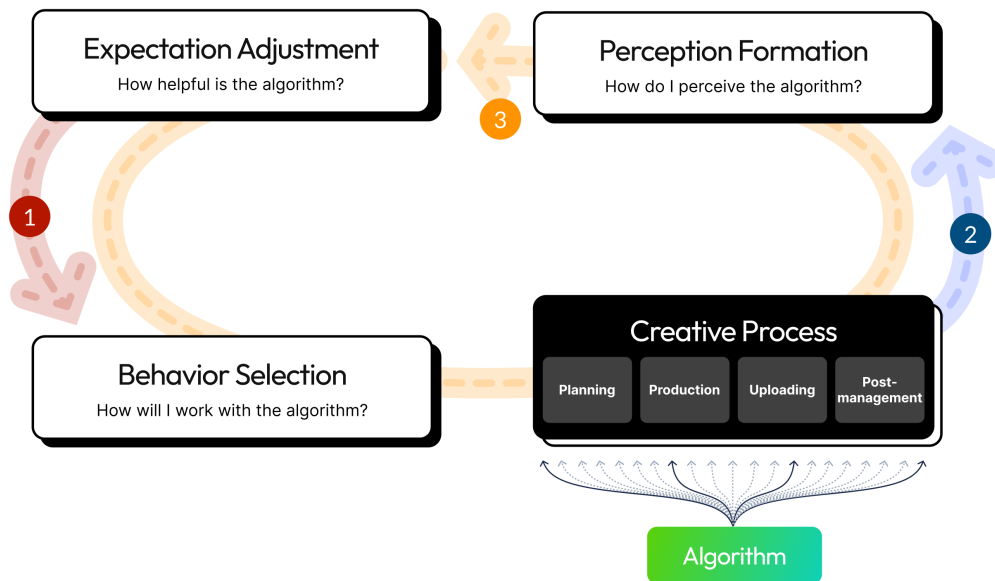 Expectation Adjustment
How helpful is the algorithm?
Perception Formation
How do I perceive the algorithm?
3
1
2
Behavior Selection
How will I work with the algorithm?
Creative Process
Planning
Production
Uploading
Post-
management
Algorithm